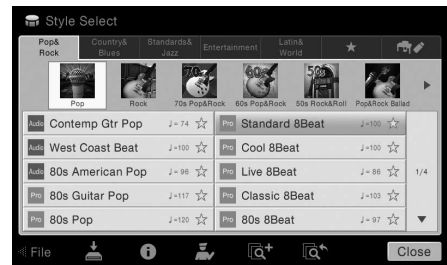 Style Select
Pop& Rock
Country& Blues
Standards& Jazz
Entertainment
Latin& World
Pop
Rock
70s Pop&Rock
60s Pop&Rock
50s Rock&Roll
Pop&Rock Ballad
Audio Contemp Gtr Pop ♩= 74 ☆
Pro Standard 8Beat ♩=100 ☆
Audio West Coast Beat ♩=100 ☆
Pro Cool 8Beat ♩=100 ☆
Audio 80s American Pop ♩= 96 ☆
Pro Live 8Beat ♩= 86 ☆
1/4
Pro 80s Guitar Pop ♩=117 ☆
Pro Classic 8Beat ♩=103 ☆
Pro 80s Pop ♩=120 ☆
Pro 80s 8Beat ♩= 97 ☆
File
Close